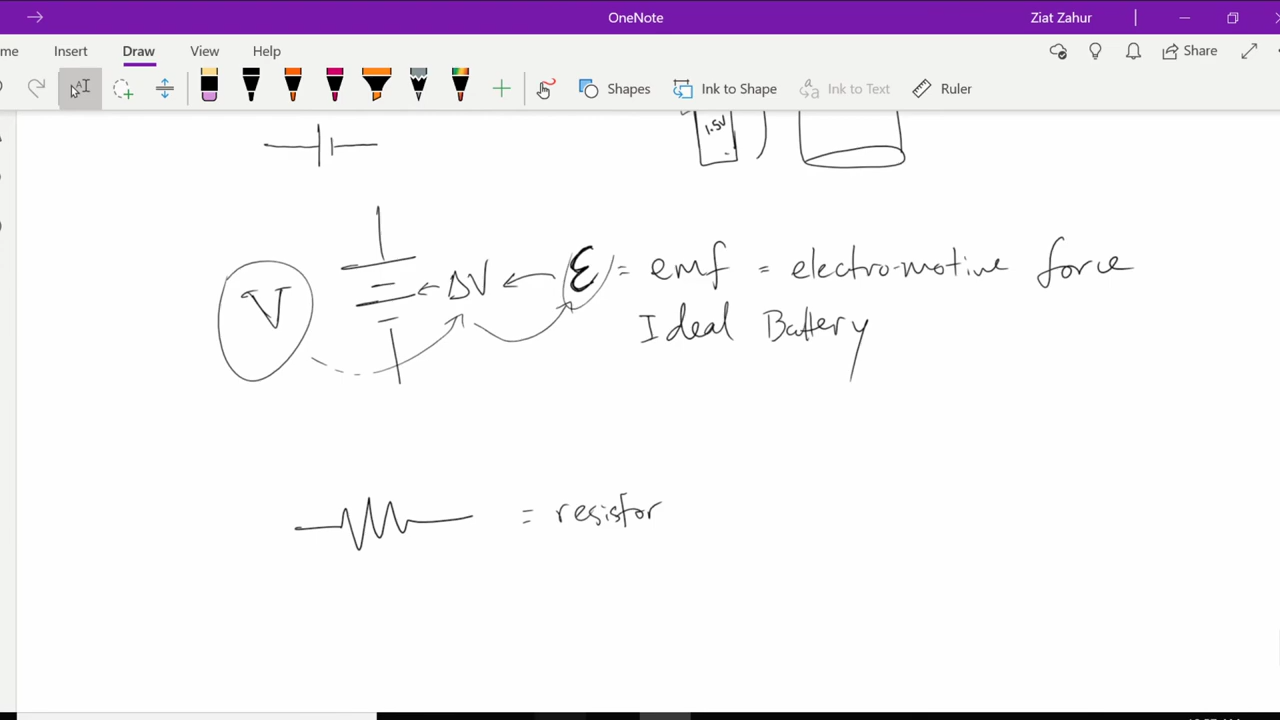 OneNote
Ziat Zahur
me Insert Draw View Help
Share
Shapes Ink to Shape Ink to Text Ruler
1.5V
V ΔV Ɛ = emf = electro-motive force
Ideal Battery
= resistor